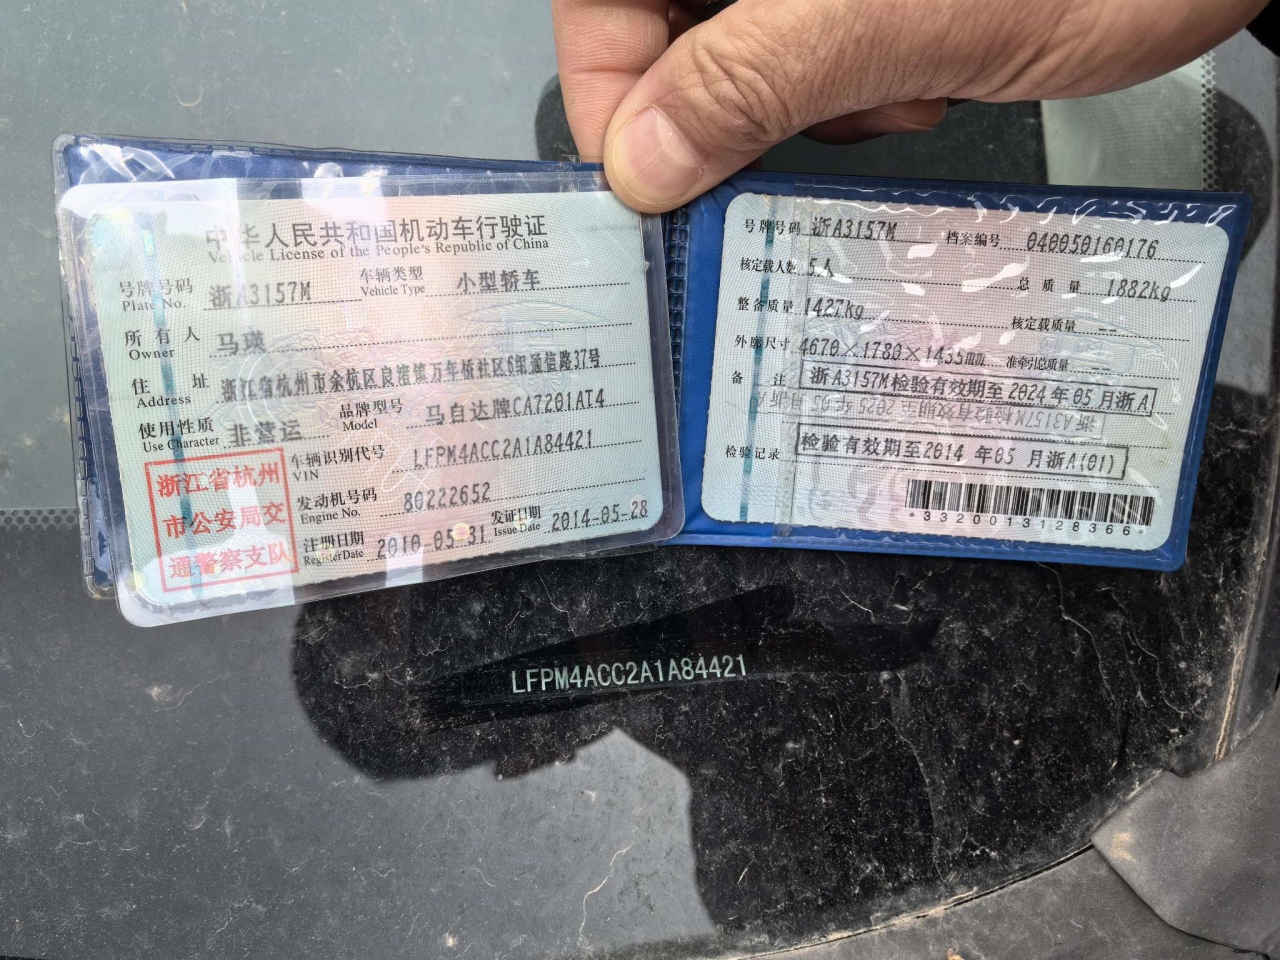 中华人民共和国机动车行驶证
Vehicle License of the People's Republic of China
号牌号码 浙A3157M 车辆类型 小型轿车
Plate No. Vehicle Type
所有人 马瑛
Owner
住址 浙江省杭州市余杭区良渚镇万年桥社区6组通信路37号
Address
使用性质 非营运 品牌型号 马自达牌CA7201AT4
Use Character Model
车辆识别代号 LFPM4ACC2A1A84421
VIN
发动机号码 80222652
Engine No.
注册日期 2010-05-31 发证日期 2014-05-28
Register Date Issue Date
浙江省杭州
市公安局交
通警察支队
号牌号码 浙A3157M 档案编号 040050160176
核定载人数 5人 总质量 1882kg
整备质量 1427kg 核定载质量 --
外廓尺寸 4670×1780×1435mm 准牵引总质量 --
备注 浙A3157M检验有效期至2024年05月浙A
检验记录 检验有效期至2014年05月浙A(01)
*3320013128366*
LFPM4ACC2A1A84421